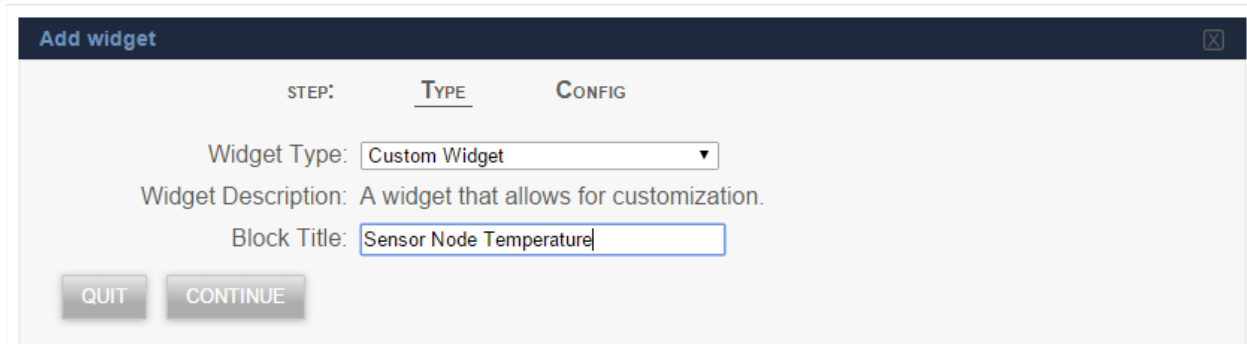 Add widget
STEP: TYPE CONFIG
Widget Type: Custom Widget
Widget Description: A widget that allows for customization.
Block Title: Sensor Node Temperature
QUIT CONTINUE